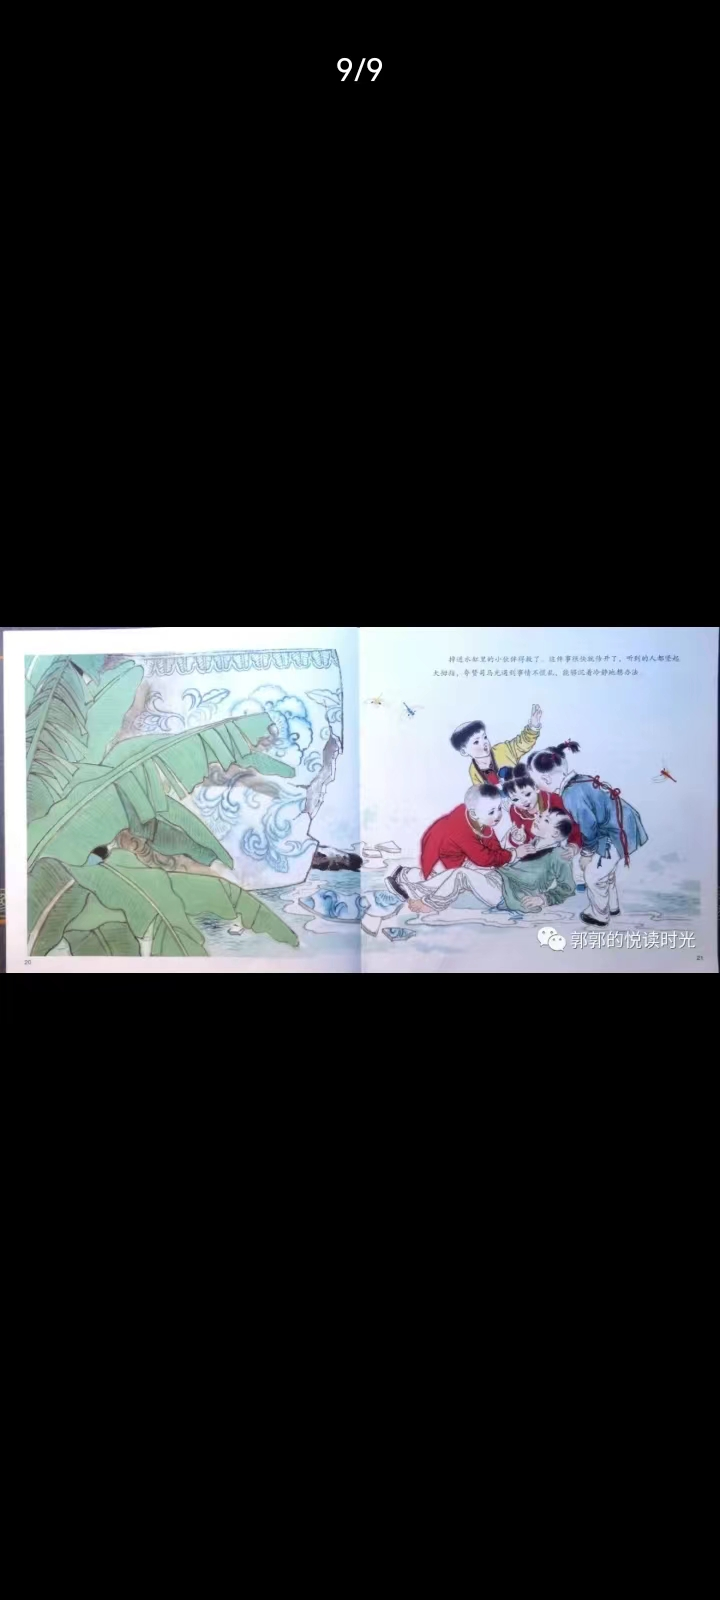 9/9
掉进水缸里的小伙伴得救了。这件事很快就传开了，听到的人都竖起
大拇指，夸赞司马光遇到事情不慌乱，能够沉着冷静地想办法。
郭郭的悦读时光
20
21